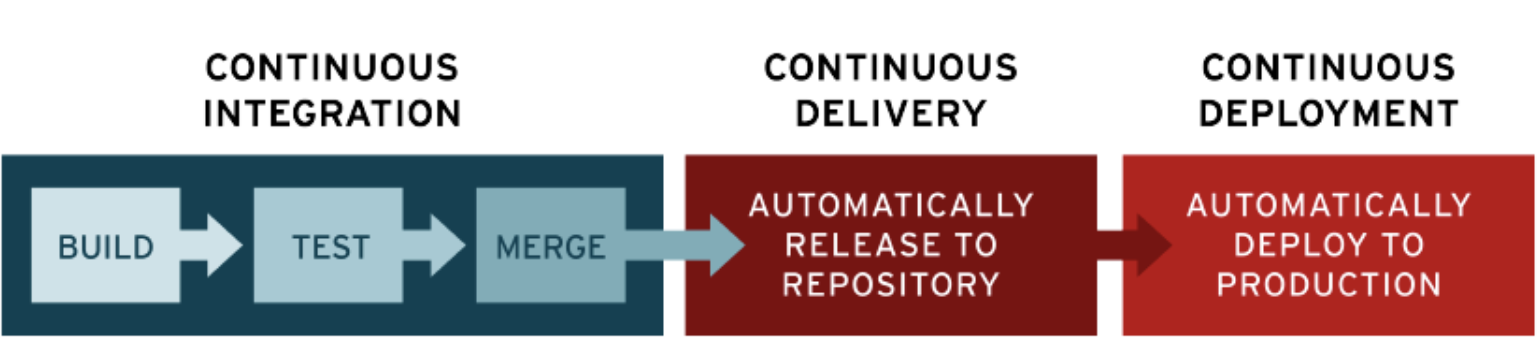 CONTINUOUS
INTEGRATION
CONTINUOUS
DELIVERY
CONTINUOUS
DEPLOYMENT
BUILD
TEST
MERGE
AUTOMATICALLY
RELEASE TO
REPOSITORY
AUTOMATICALLY
DEPLOY TO
PRODUCTION